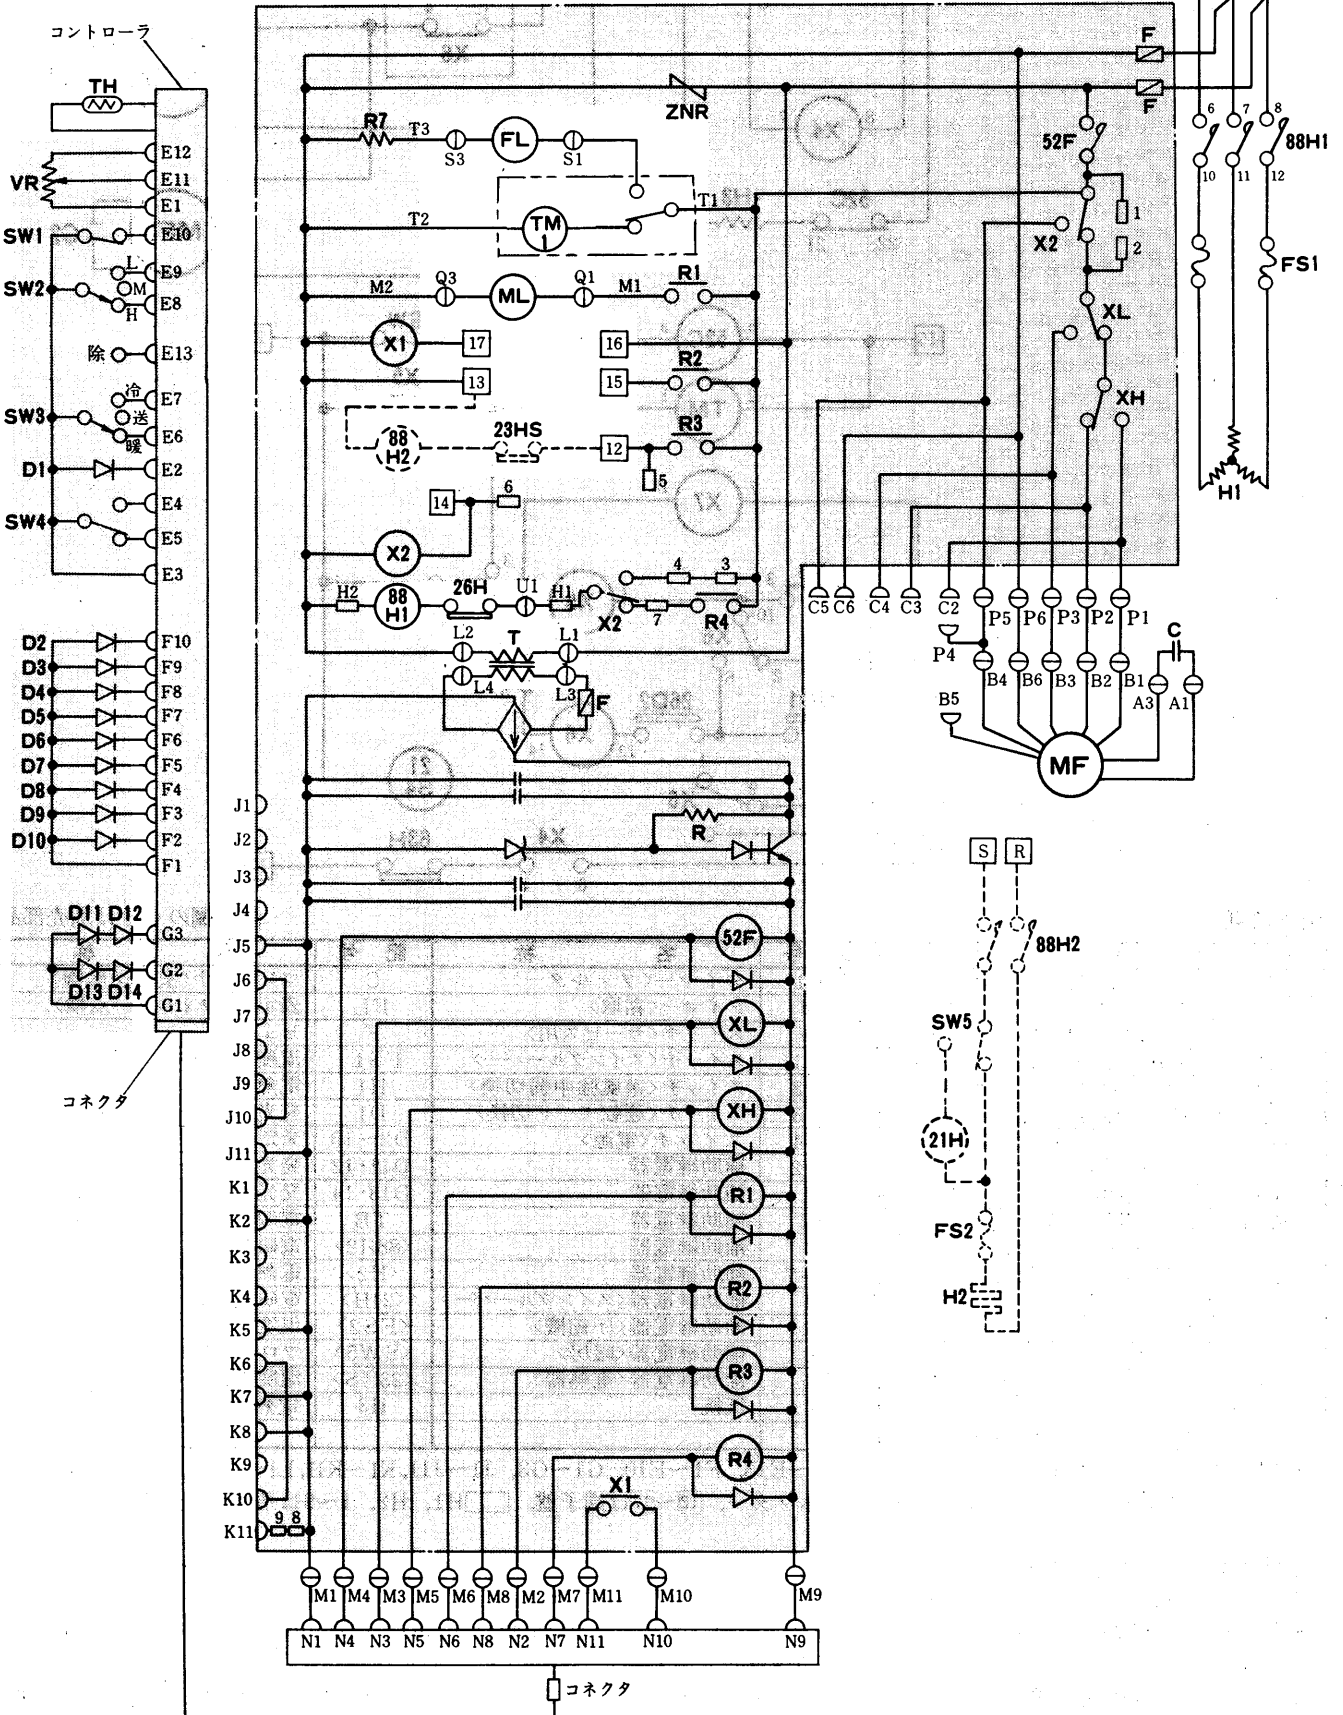 コントローラ
TH
E12
VR
E11
E1
SW1
E10
L
E9
SW2
M
H
E8
除
E13
冷
E7
SW3
送
暖
E6
D1
E2
E4
SW4
E5
E3
D2
F10
D3
F9
D4
F8
D5
F7
D6
F6
D7
F5
D8
F4
D9
F3
D10
F2
F1
D11 D12
G3
G2
D13 D14
G1
コネクタ
F
F
ZNR
R7
T3
S3
FL
S1
T2
TM
1
T1
M2
Q3
ML
Q1
M1
R1
X1
17
16
13
15
R2
88
H2
23HS
12
R3
5
14
6
X2
H2
88
H1
26H
U1
H1
X2
4
3
7
R4
L2
T
L1
L4
L3
F
R
52F
X2
1
2
XL
XH
6
7
8
88H1
10
11
12
FS1
H1
C5
C6
C4
C3
C2
P5
P6
P3
P2
P1
P4
C
B4
B6
B3
B2
B1
B5
A3
A1
MF
S
R
88H2
SW5
21H
FS2
H2
J1
J2
J3
J4
J5
J6
J7
J8
J9
J10
J11
K1
K2
K3
K4
K5
K6
K7
K8
K9
K10
K11
9
8
52F
XL
XH
R1
R2
R3
R4
X1
M1
M4
M3
M5
M6
M8
M2
M7
M11
M10
M9
N1
N4
N3
N5
N6
N8
N2
N7
N11
N10
N9
コネクタ